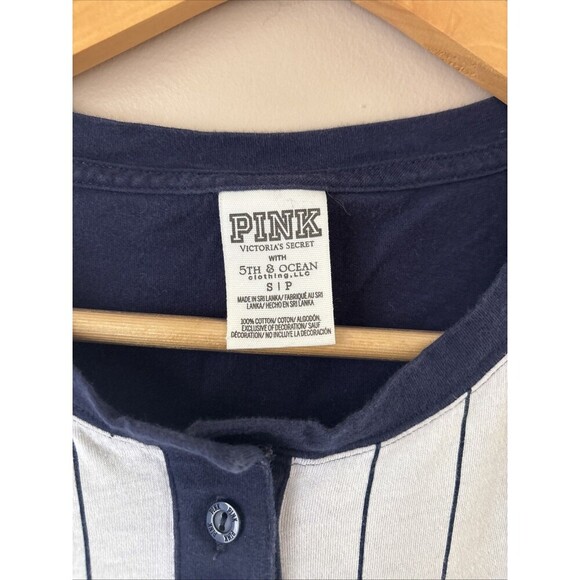 PINK
VICTORIA'S SECRET
WITH
5TH & OCEAN
clothing,LLC
S|P
MADE IN SRI LANKA/ FABRIQUÉ AU SRI
LANKA/ HECHO EN SRI LANKA
100% COTTON/ COTON/ ALGODÓN.
EXCLUSIVE OF DECORATION/ SAUF
DÉCORATION/ NO INCLUYE LA DECORACIÓN
PINK